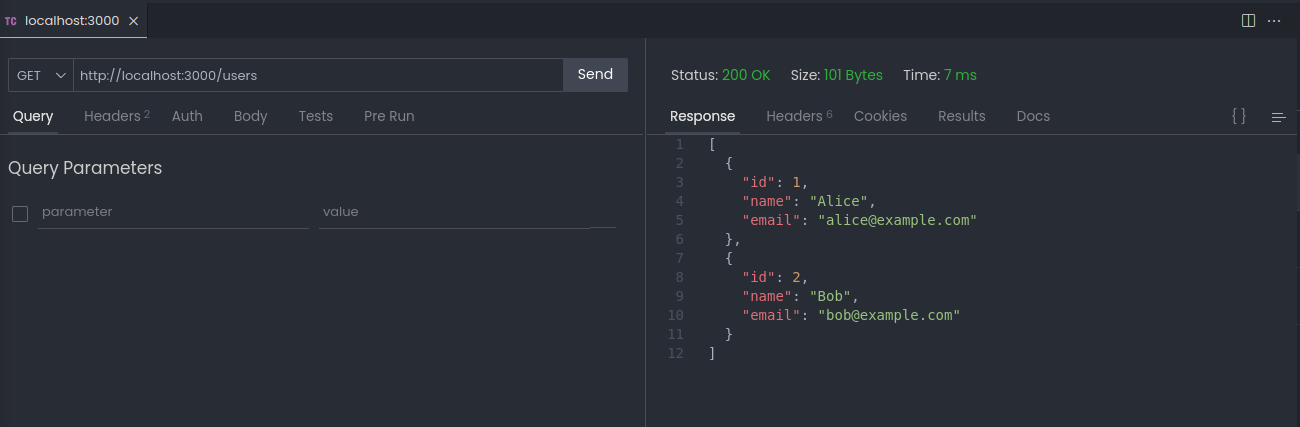 TC localhost:3000
GET http://localhost:3000/users Send
Query Headers 2 Auth Body Tests Pre Run
Query Parameters
parameter value
Status: 200 OK Size: 101 Bytes Time: 7 ms
Response Headers 6 Cookies Results Docs { }
1 [
2 {
3 "id": 1,
4 "name": "Alice",
5 "email": "alice@example.com"
6 },
7 {
8 "id": 2,
9 "name": "Bob",
10 "email": "bob@example.com"
11 }
12 ]